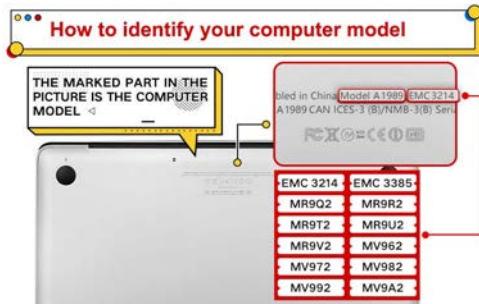 How to identify your computer model
THE MARKED PART IN THE
PICTURE IS THE COMPUTER
MODEL ◁
bled in China Model A1989 EMC 3214
A1989 CAN ICES-3 (B)/NMB-3(B) Seri
EMC 3214 EMC 3385
MR9Q2 MR9R2
MR9T2 MR9U2
MR9V2 MV962
MV972 MV982
MV992 MV9A2